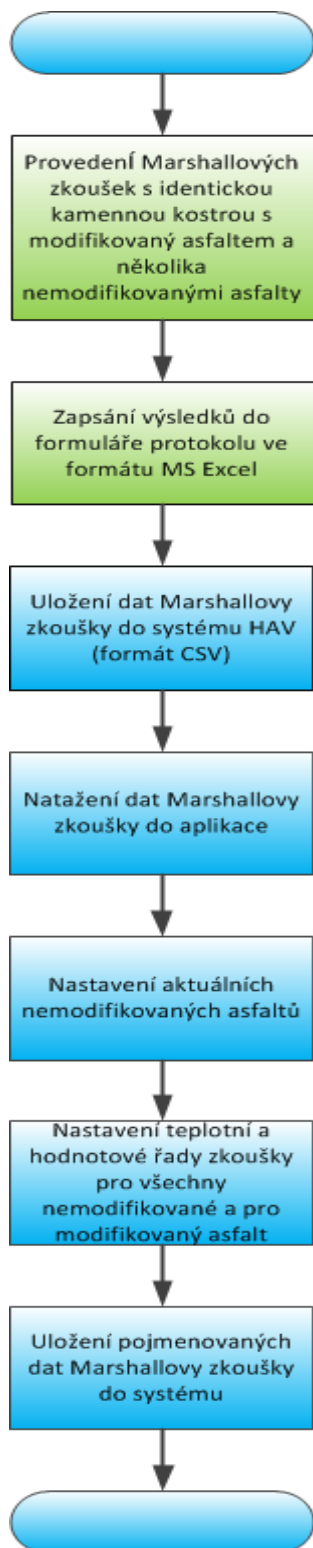 Provedení Marshallových
zkoušek s identickou
kamennou kostrou s
modifikovaný asfaltem a
několika
nemodifikovanými asfalty
Zapsání výsledků do
formuláře protokolu ve
formátu MS Excel
Uložení dat Marshallovy
zkoušky do systému HAV
(formát CSV)
Natažení dat Marshallovy
zkoušky do aplikace
Nastavení aktuálních
nemodifikovaných asfaltů
Nastavení teplotní a
hodnotové řady zkoušky
pro všechny
nemodifikované a pro
modifikovaný asfalt
Uložení pojmenovaných
dat Marshallovy zkoušky
do systému